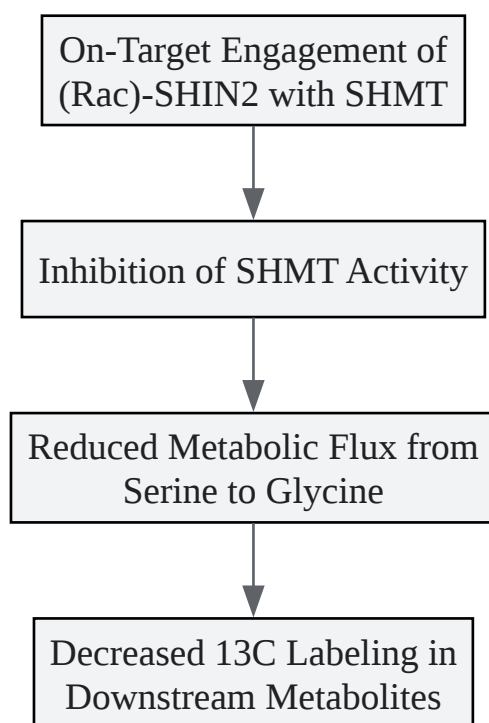 On-Target Engagement of
(Rac)-SHIN2 with SHMT
Inhibition of SHMT Activity
Reduced Metabolic Flux from
Serine to Glycine
Decreased 13C Labeling in
Downstream Metabolites